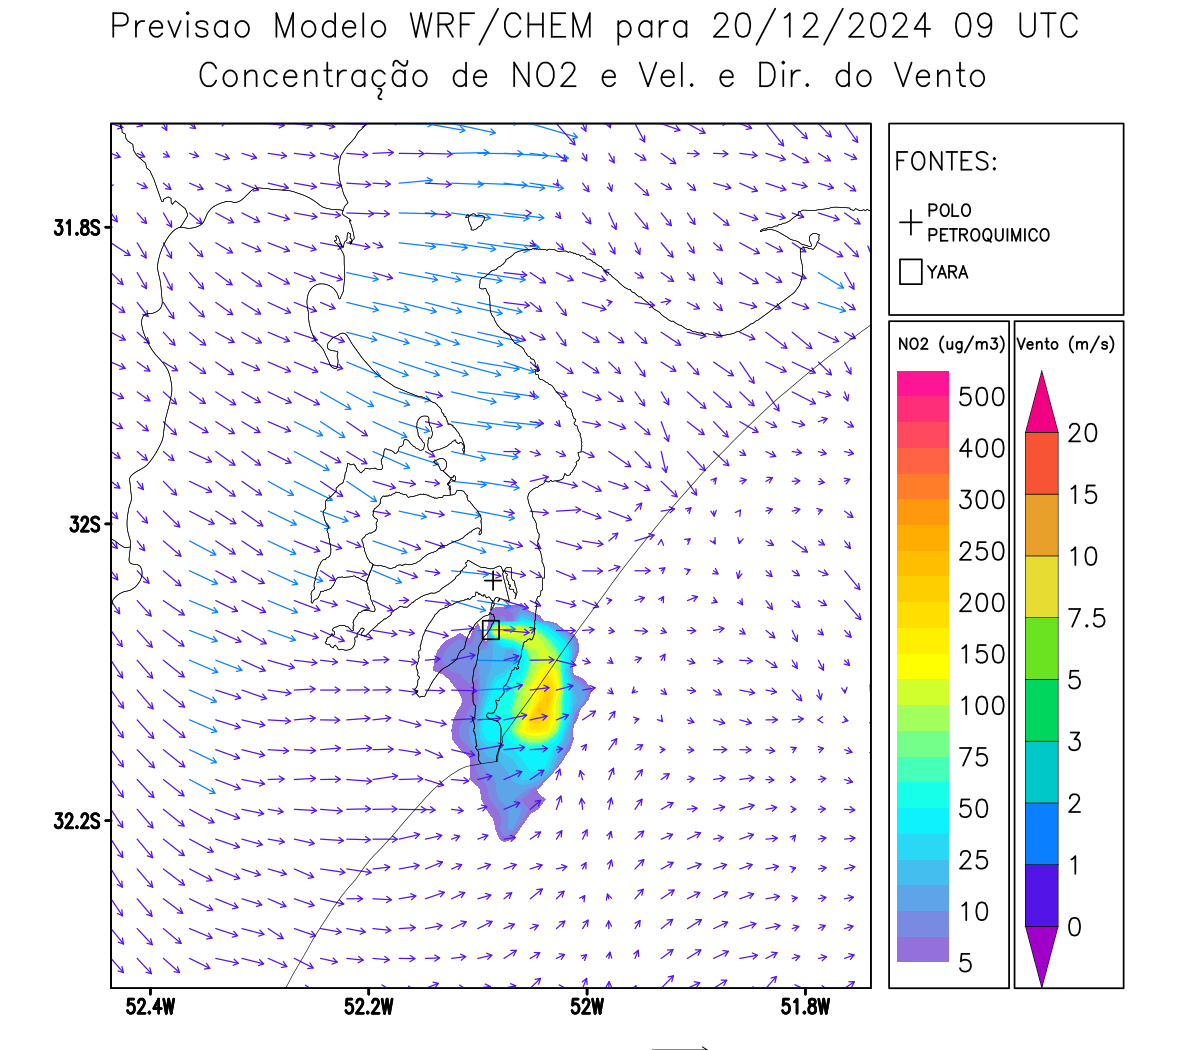 Previsao Modelo WRF/CHEM para 20/12/2024 09 UTC
Concentração de NO2 e Vel. e Dir. do Vento
FONTES:
POLO
PETROQUIMICO
YARA
31.8S
32S
32.2S
52.4W
52.2W
52W
51.8W
NO2 (ug/m3)
500
400
300
250
200
150
100
75
50
25
10
5
Vento (m/s)
20
15
10
7.5
5
3
2
1
0